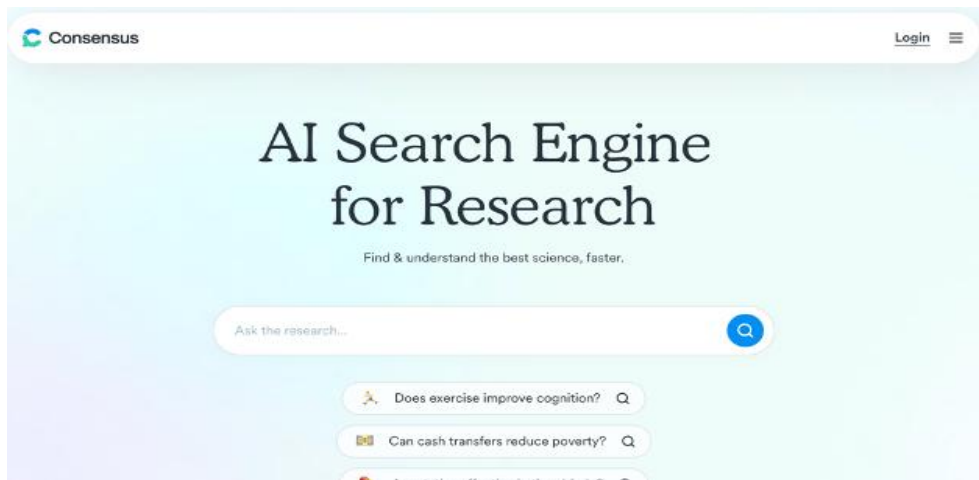 Consensus
Login
AI Search Engine
for Research
Find & understand the best science, faster.
Ask the research...
Does exercise improve cognition?
Can cash transfers reduce poverty?